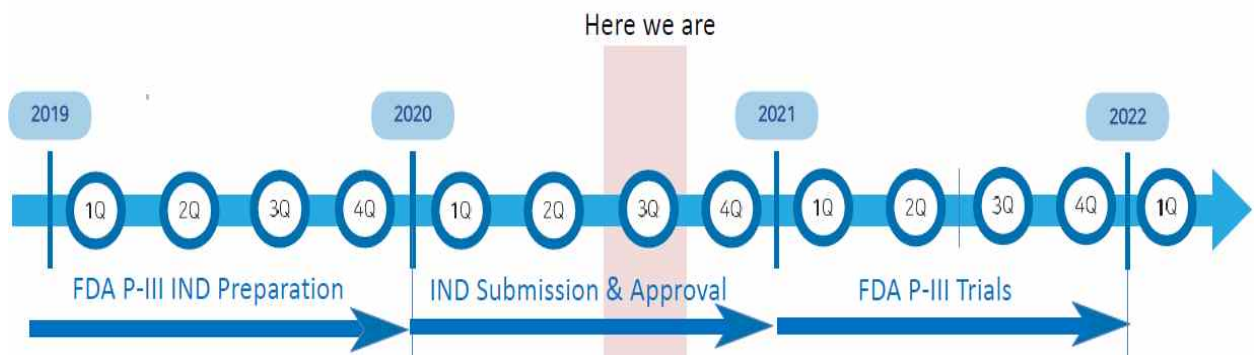 Here we are
2019
2020
2021
2022
1Q 2Q 3Q 4Q 1Q 2Q 3Q 4Q 1Q 2Q 3Q 4Q 1Q
FDA P-III IND Preparation
IND Submission & Approval
FDA P-III Trials